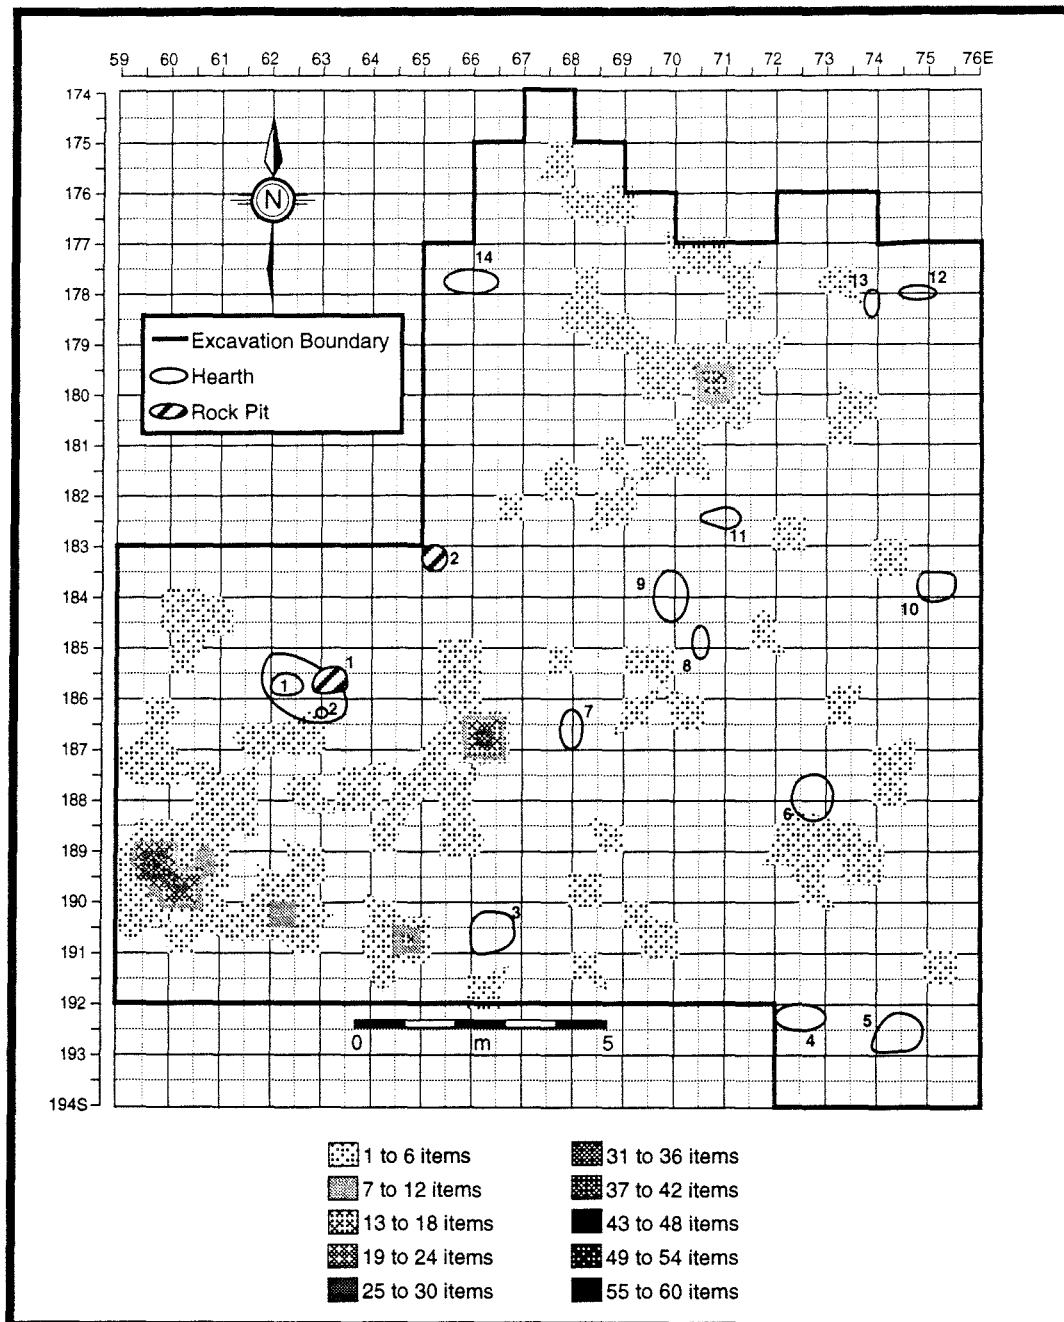 59 60 61 62 63 64 65 66 67 68 69 70 71 72 73 74 75 76E
174
175
176
N
177
14
13 12
178
Excavation Boundary
179
Hearth
180
Rock Pit
181
182
11
183
2
9
184
10
185
8
1
1
186
2
7
187
188
6
189
190
3
191
192
5
4
0 m 5
193
194S
1 to 6 items
7 to 12 items
13 to 18 items
19 to 24 items
25 to 30 items
31 to 36 items
37 to 42 items
43 to 48 items
49 to 54 items
55 to 60 items